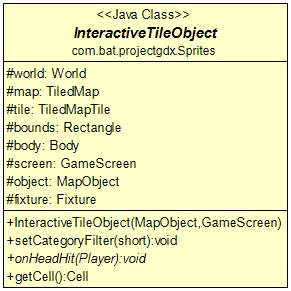 <<Java Class>>
InteractiveTileObject
com.bat.projectgdx.Sprites
#world: World
#map: TiledMap
#tile: TiledMapTile
#bounds: Rectangle
#body: Body
#screen: GameScreen
#object: MapObject
#fixture: Fixture
+InteractiveTileObject(MapObject,GameScreen)
+setCategoryFilter(short):void
+onHeadHit(Player):void
+getCell():Cell